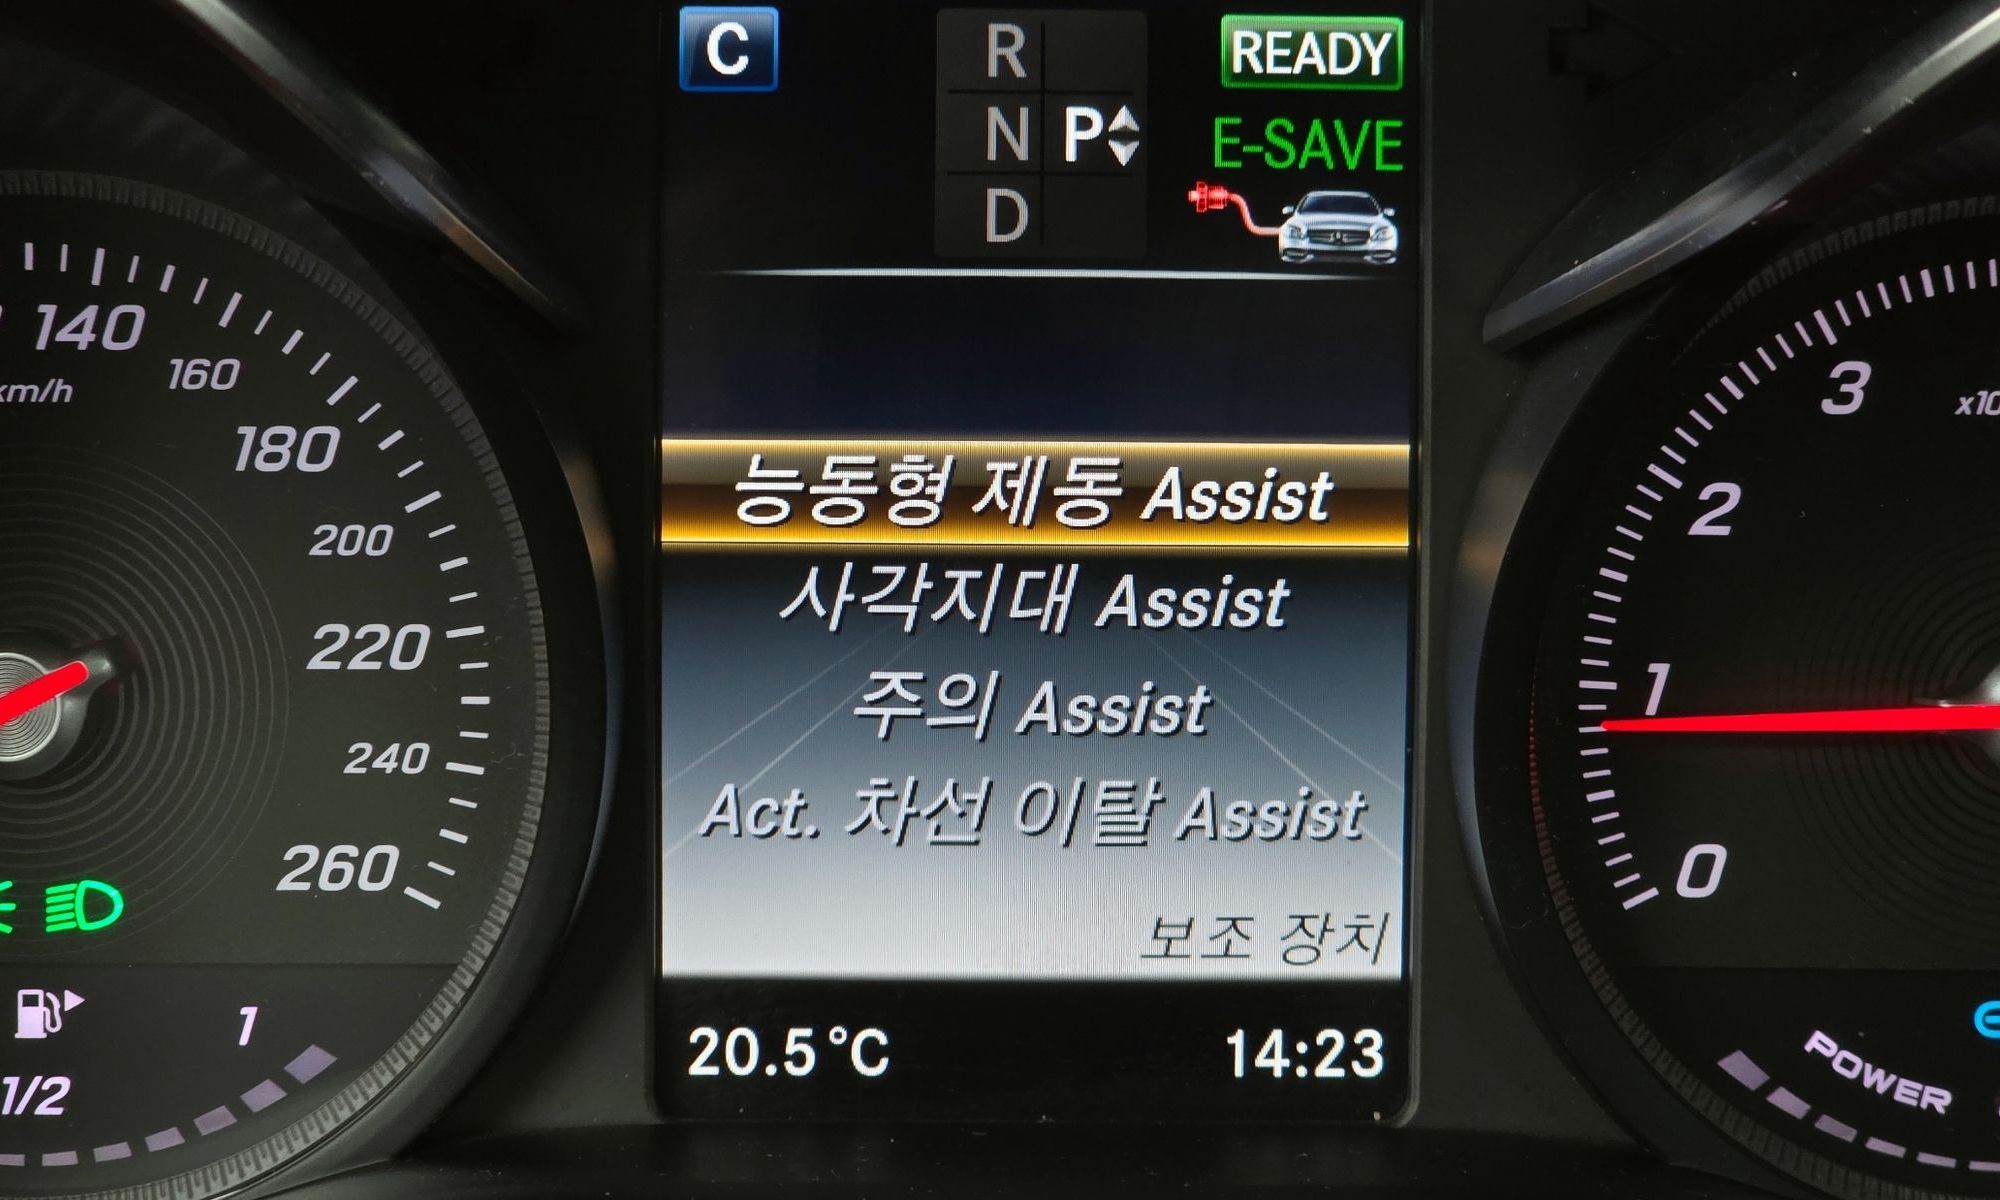 C
R
N
D
P
READY
E-SAVE
140
km/h
160
180
200
220
240
260
1
1/2
능동형 제동 Assist
사각지대 Assist
주의 Assist
Act. 차선 이탈 Assist
보조 장치
20.5°C
14:23
3
2
1
0
POWER